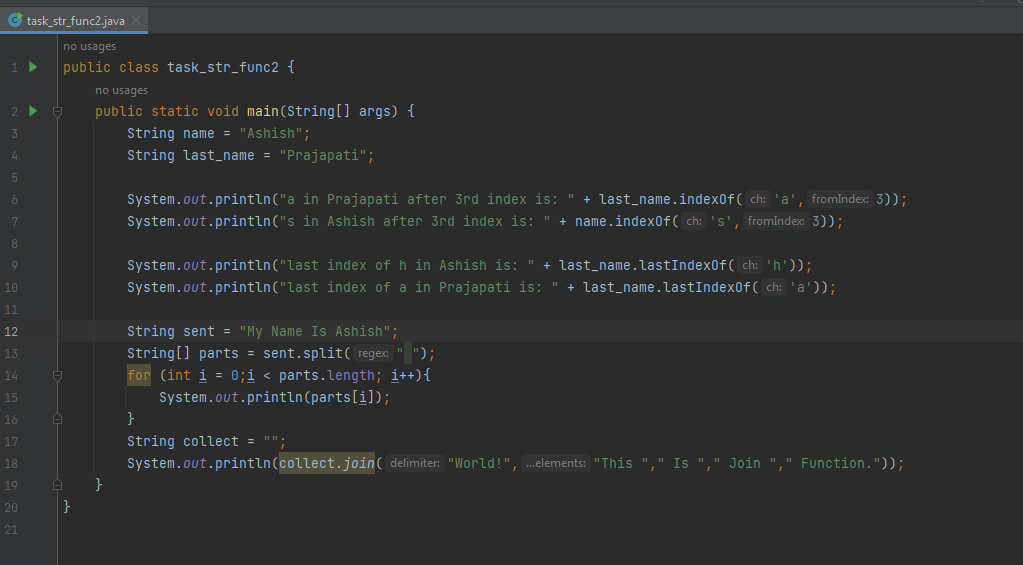 task_str_func2.java
no usages
1 public class task_str_func2 {
no usages
2 public static void main(String[] args) {
3 String name = "Ashish";
4 String last_name = "Prajapati";
5
6 System.out.println("a in Prajapati after 3rd index is: " + last_name.indexOf( ch: 'a', fromIndex: 3));
7 System.out.println("s in Ashish after 3rd index is: " + name.indexOf( ch: 's', fromIndex: 3));
8
9 System.out.println("last index of h in Ashish is: " + last_name.lastIndexOf( ch: 'h'));
10 System.out.println("last index of a in Prajapati is: " + last_name.lastIndexOf( ch: 'a'));
11
12 String sent = "My Name Is Ashish";
13 String[] parts = sent.split( regex: " ");
14 for (int i = 0;i < parts.length; i++){
15 System.out.println(parts[i]);
16 }
17 String collect = "";
18 System.out.println(collect.join( delimiter: "World!", ...elements: "This "," Is "," Join "," Function."));
19 }
20 }
21